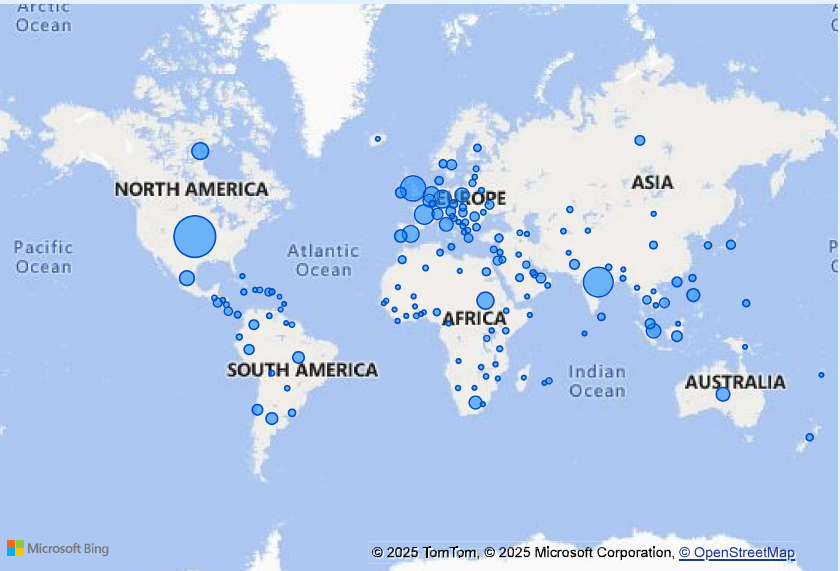 Arctic
Ocean
A
O
NORTH AMERICA
EUROPE
ASIA
Pacific
Ocean
Atlantic
Ocean
P
AFRICA
SOUTH AMERICA
Indian
Ocean
AUSTRALIA
Microsoft Bing
© 2025 TomTom, © 2025 Microsoft Corporation, © OpenStreetMap